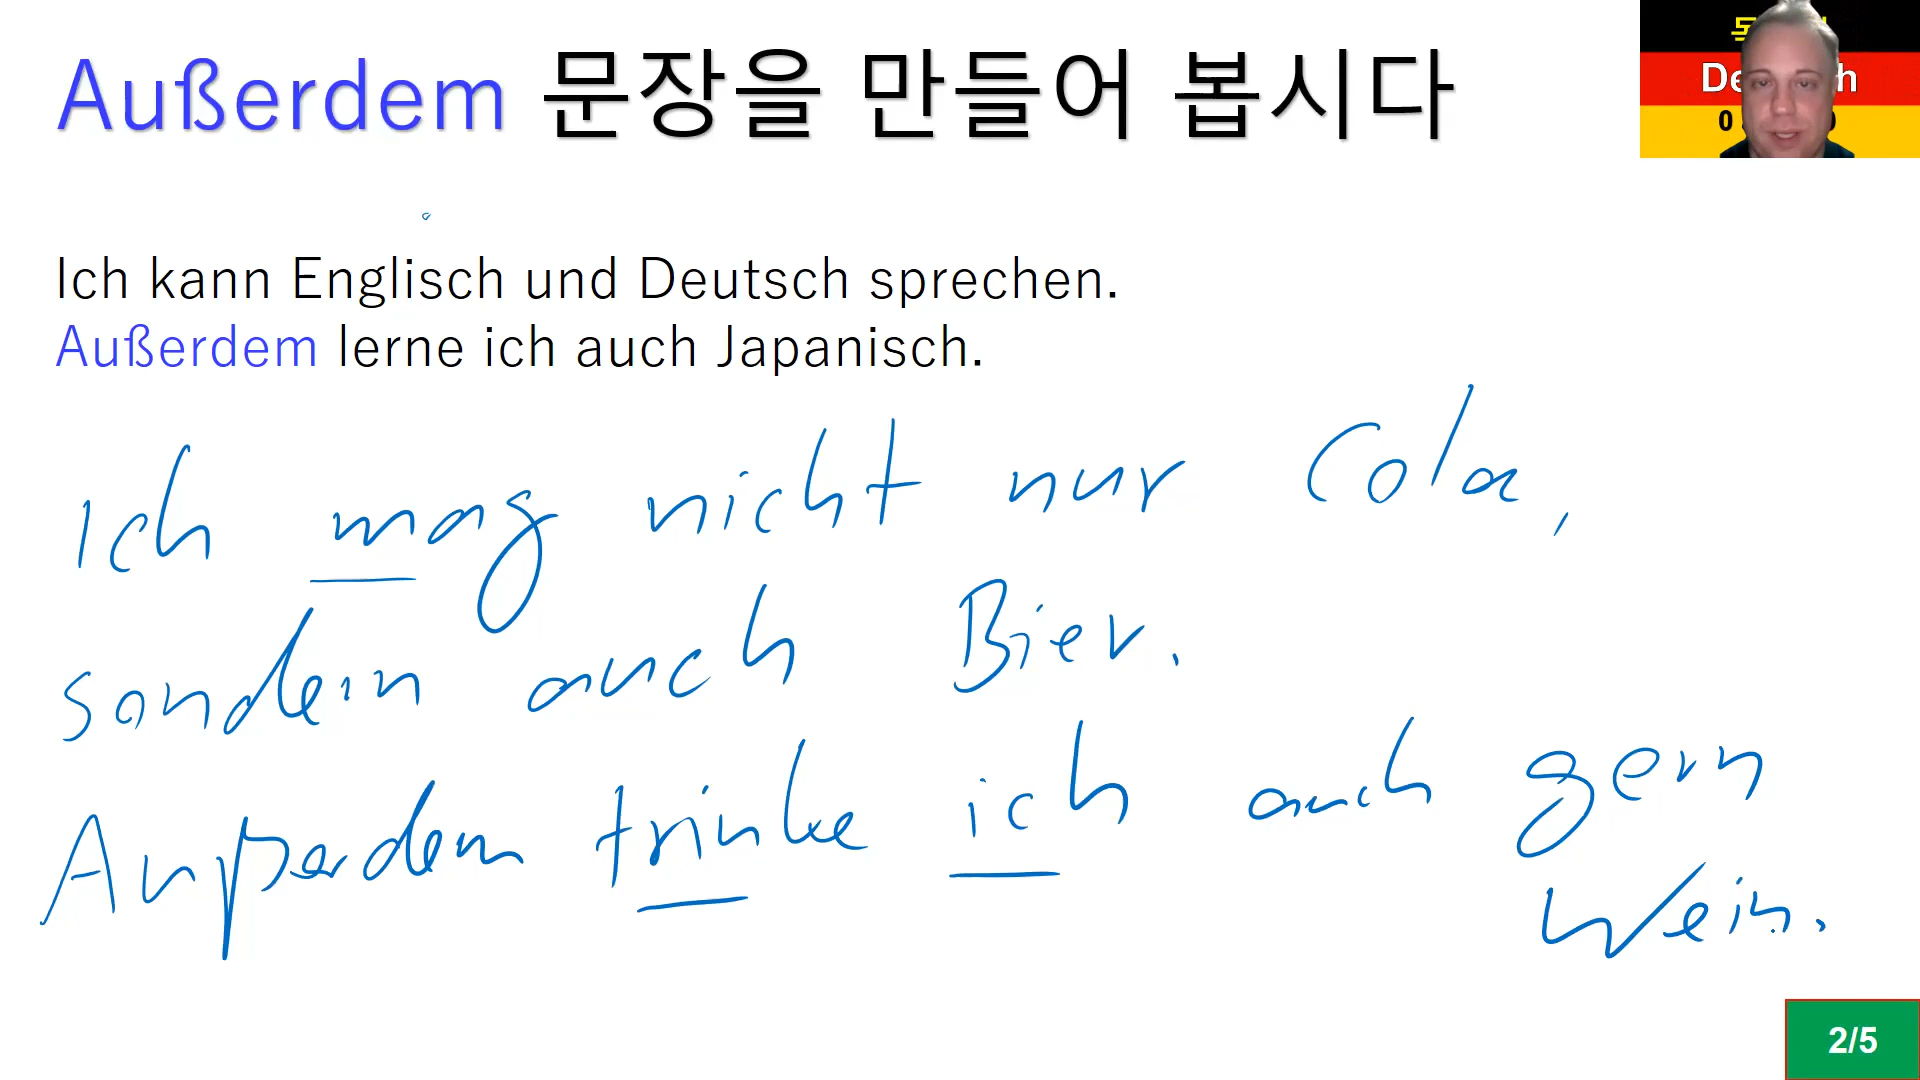 Außerdem 문장을 만들어 봅시다
Ich kann Englisch und Deutsch sprechen.
Außerdem lerne ich auch Japanisch.
Ich mag nicht nur Cola,
sondern auch Bier.
Außerdem trinke ich auch gern
Wein.
2/5